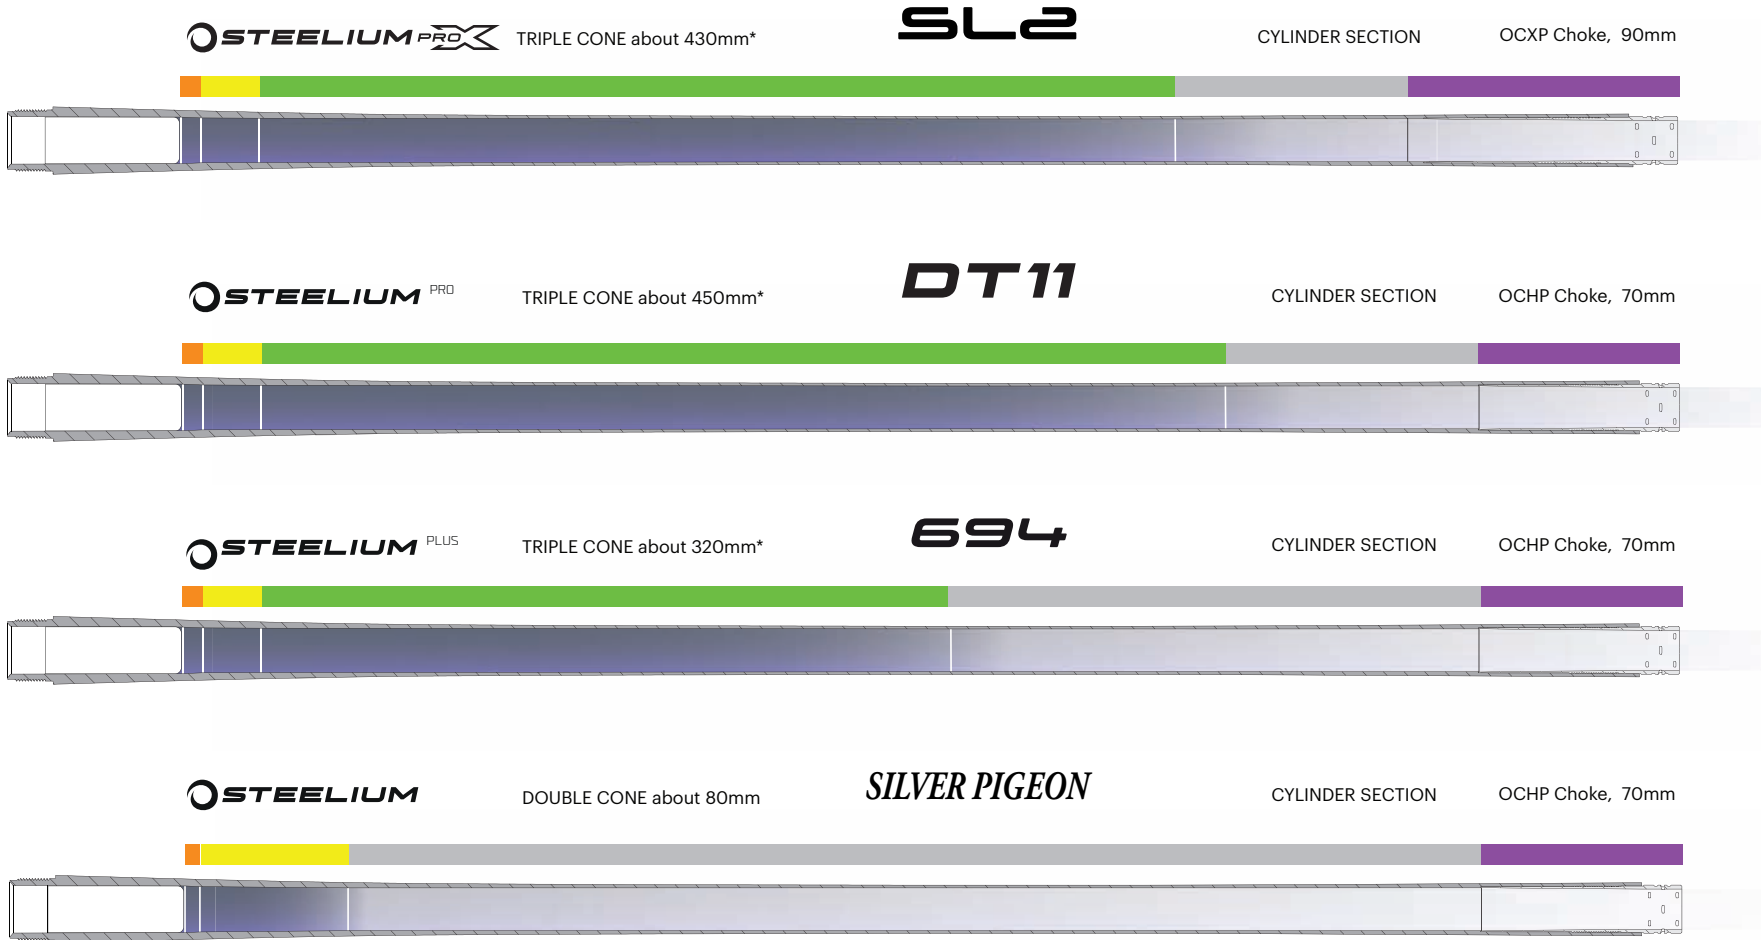 SL2
STEELIUM PRO X TRIPLE CONE about 430mm* CYLINDER SECTION OCXP Choke, 90mm
DT11
STEELIUM PRO TRIPLE CONE about 450mm* CYLINDER SECTION OCHP Choke, 70mm
694
STEELIUM PLUS TRIPLE CONE about 320mm* CYLINDER SECTION OCHP Choke, 70mm
SILVER PIGEON
STEELIUM DOUBLE CONE about 80mm CYLINDER SECTION OCHP Choke, 70mm